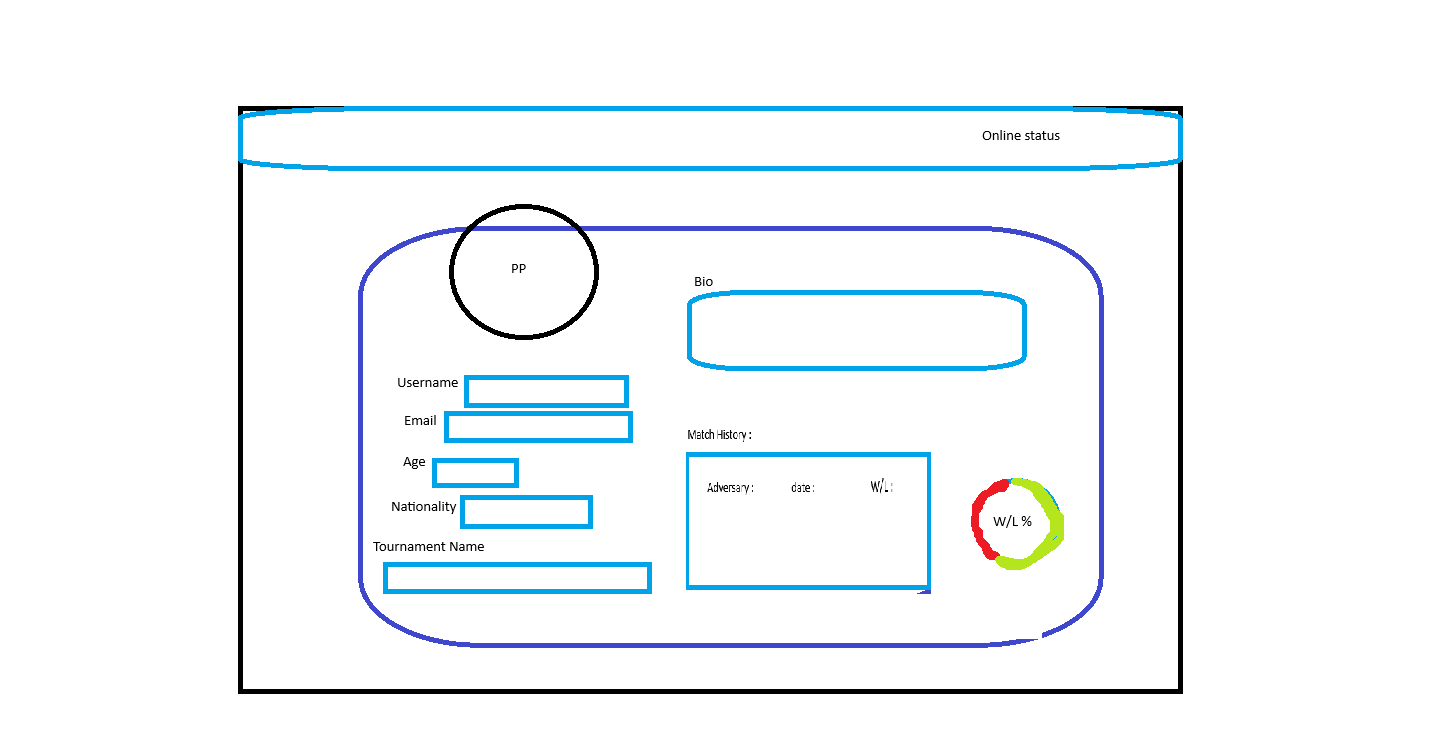 Online status
PP
Bio
Username
Email
Age
Nationality
Tournament Name
Match History :
Adversary : date : W/L :
W/L %